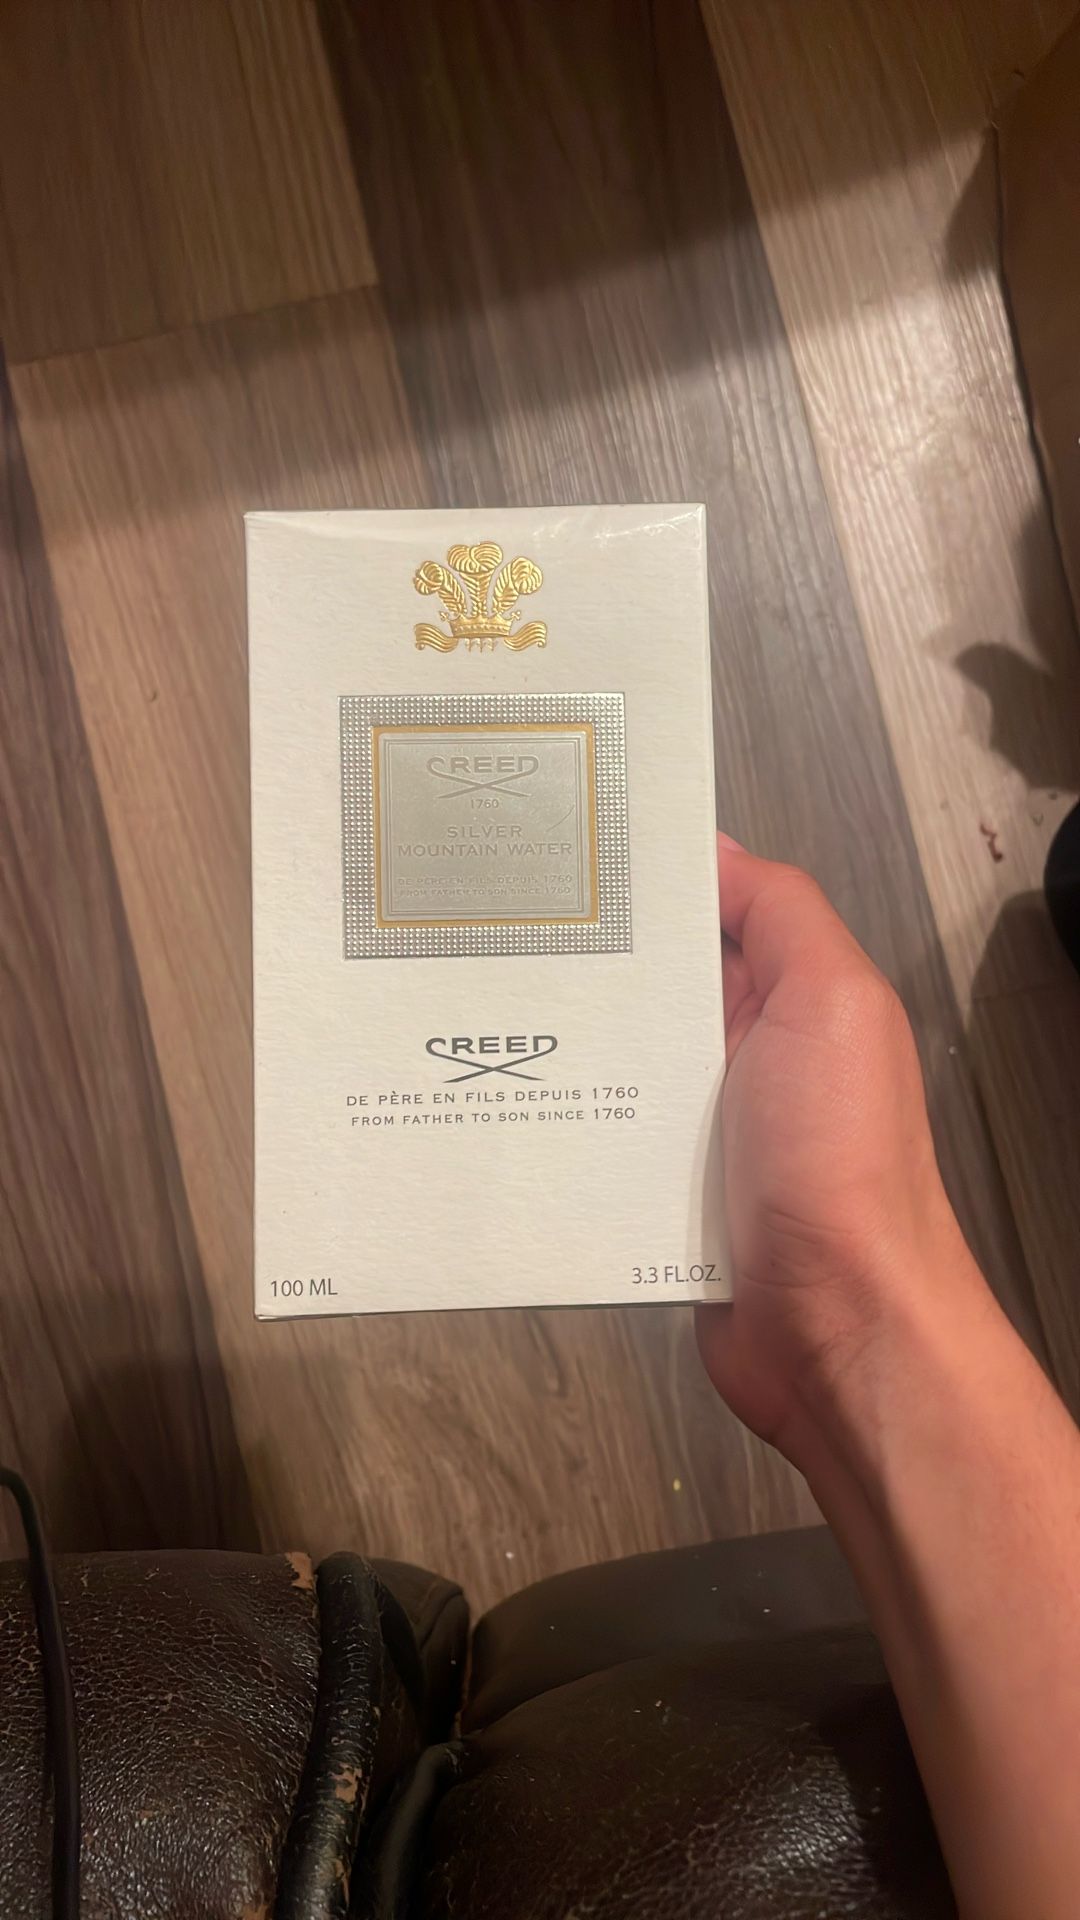 CREED
1760
SILVER
MOUNTAIN WATER
DE PÈRE EN FILS DEPUIS 1760
FROM FATHER TO SON SINCE 1760
CREED
DE PÈRE EN FILS DEPUIS 1760
FROM FATHER TO SON SINCE 1760
100 ML
3.3 FL.OZ.